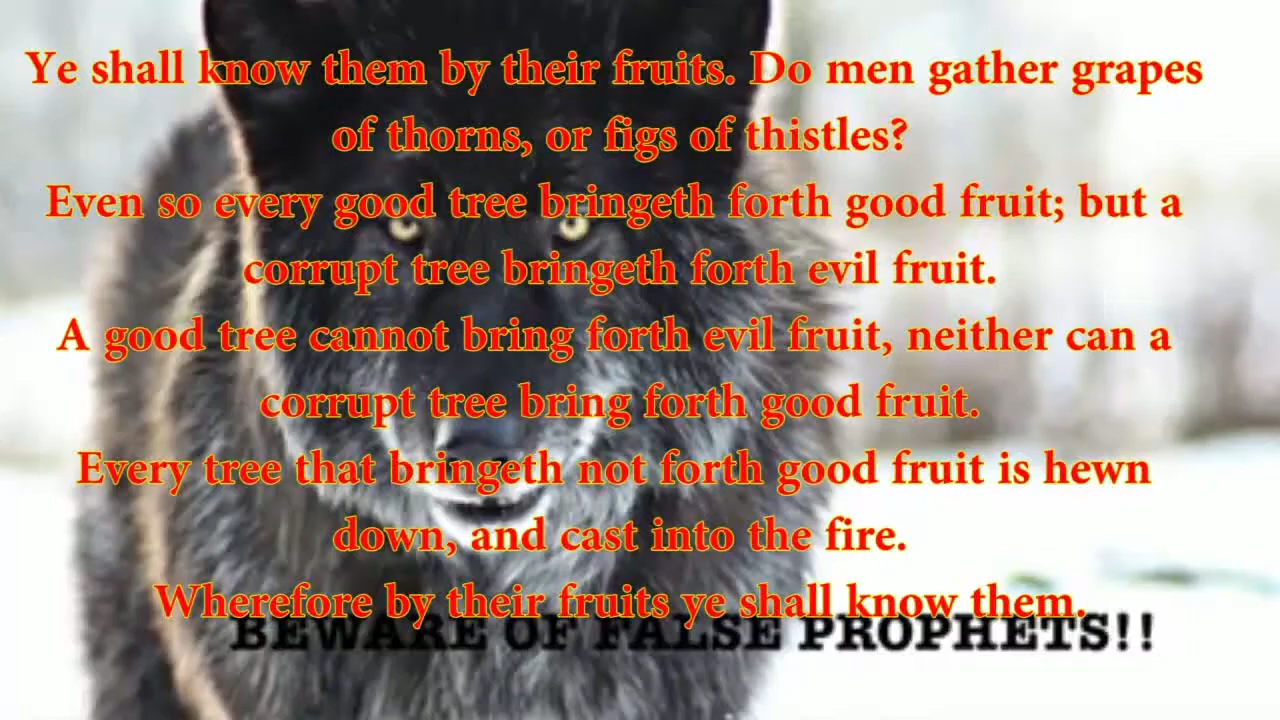 Ye shall know them by their fruits. Do men gather grapes
of thorns, or figs of thistles?
Even so every good tree bringeth forth good fruit; but a
corrupt tree bringeth forth evil fruit.
A good tree cannot bring forth evil fruit, neither can a
corrupt tree bring forth good fruit.
Every tree that bringeth not forth good fruit is hewn
down, and cast into the fire.
Wherefore by their fruits ye shall know them.
BEWARE OF FALSE PROPHETS!!